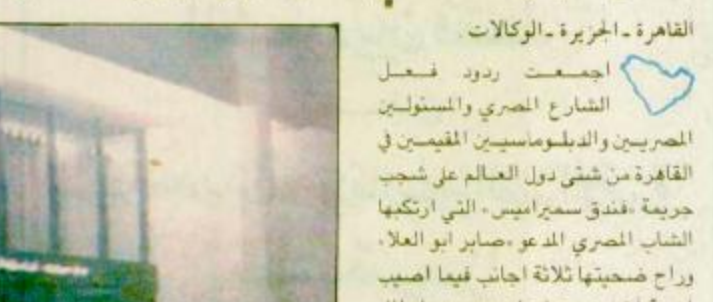 القاهرة ـ الجزيرة ـ الوكالات
اجمعت ردود فعل
الشارع المصري والمسئولين
المصريين والدبلوماسيين المقيمين في
القاهرة من شتى دول العالم على شجب
جريمة «فندق سميراميس» التي ارتكبها
الشاب المصري المدعو «صابر ابو العلا»
وراح ضحيتها ثلاثة اجانب فيما اصيب